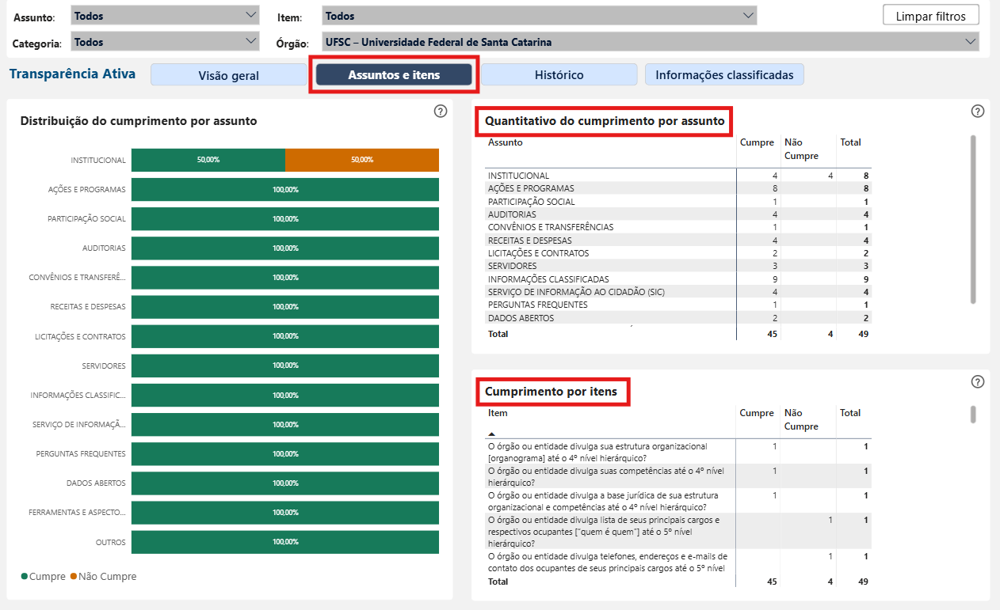 Assunto: Todos Item: Todos Limpar filtros
Categoria: Todos Órgão: UFSC – Universidade Federal de Santa Catarina
Transparência Ativa Visão geral Assuntos e itens Histórico Informações classificadas
Distribuição do cumprimento por assunto ?
INSTITUCIONAL 50,00% 50,00%
AÇÕES E PROGRAMAS 100,00%
PARTICIPAÇÃO SOCIAL 100,00%
AUDITORIAS 100,00%
CONVÊNIOS E TRANSFERÊ... 100,00%
RECEITAS E DESPESAS 100,00%
LICITAÇÕES E CONTRATOS 100,00%
SERVIDORES 100,00%
INFORMAÇÕES CLASSIFIC... 100,00%
SERVIÇO DE INFORMAÇÃ... 100,00%
PERGUNTAS FREQUENTES 100,00%
DADOS ABERTOS 100,00%
FERRAMENTAS E ASPECTO... 100,00%
OUTROS 100,00%
Cumpre Não Cumpre
Quantitativo do cumprimento por assunto ?
Assunto Cumpre Não Total
Cumpre
INSTITUCIONAL 4 4 8
AÇÕES E PROGRAMAS 8 8
PARTICIPAÇÃO SOCIAL 1 1
AUDITORIAS 4 4
CONVÊNIOS E TRANSFERÊNCIAS 1 1
RECEITAS E DESPESAS 4 4
LICITAÇÕES E CONTRATOS 2 2
SERVIDORES 3 3
INFORMAÇÕES CLASSIFICADAS 9 9
SERVIÇO DE INFORMAÇÃO AO CIDADÃO (SIC) 4 4
PERGUNTAS FREQUENTES 1 1
DADOS ABERTOS 2 2
Total 45 4 49
Cumprimento por itens ?
Item Cumpre Não Total
Cumpre
O órgão ou entidade divulga sua estrutura organizacional 1 1
[organograma] até o 4º nível hierárquico?
O órgão ou entidade divulga suas competências até o 4º nível 1 1
hierárquico?
O órgão ou entidade divulga a base jurídica de sua estrutura 1 1
organizacional e competências até o 4º nível hierárquico?
O órgão ou entidade divulga lista de seus principais cargos e 1 1
respectivos ocupantes ["quem é quem"] até o 5º nível
hierárquico?
O órgão ou entidade divulga telefones, endereços e e-mails de 1 1
contato dos ocupantes de seus principais cargos até o 5º nível
Total 45 4 49